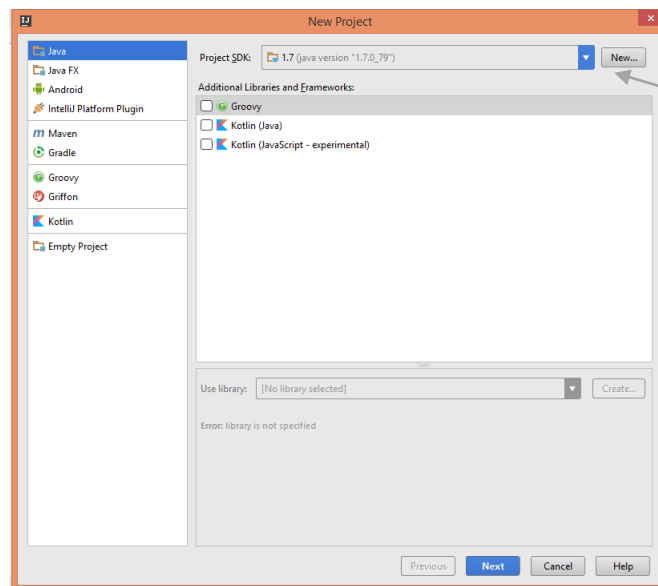 New Project
Java
Java FX
Android
IntelliJ Platform Plugin
Maven
Gradle
Groovy
Griffon
Kotlin
Empty Project
Project SDK: 1.7 (java version "1.7.0_79") New...
Additional Libraries and Frameworks:
Groovy
Kotlin (Java)
Kotlin (JavaScript - experimental)
Use library: [No library selected] Create...
Error: library is not specified
Previous Next Cancel Help